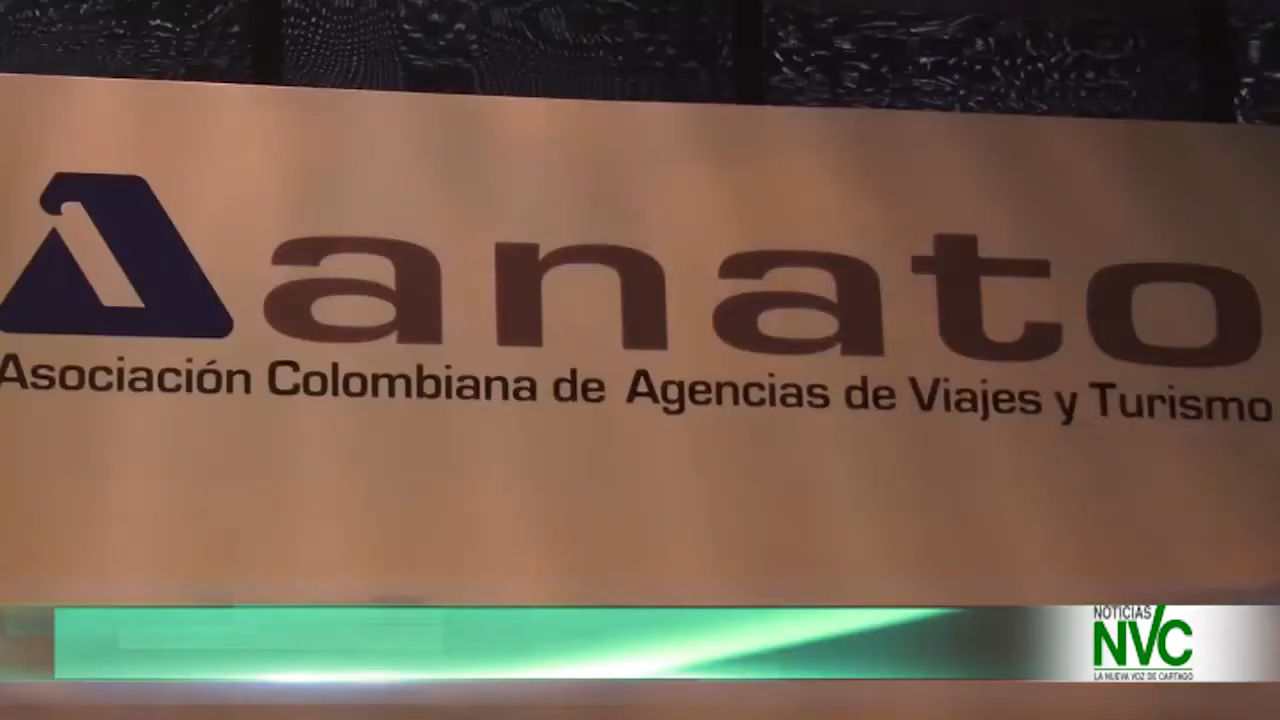 anato
Asociación Colombiana de Agencias de Viajes y Turismo
NOTICIAS
NVC
LA NUEVA VOZ DE CARTAGO